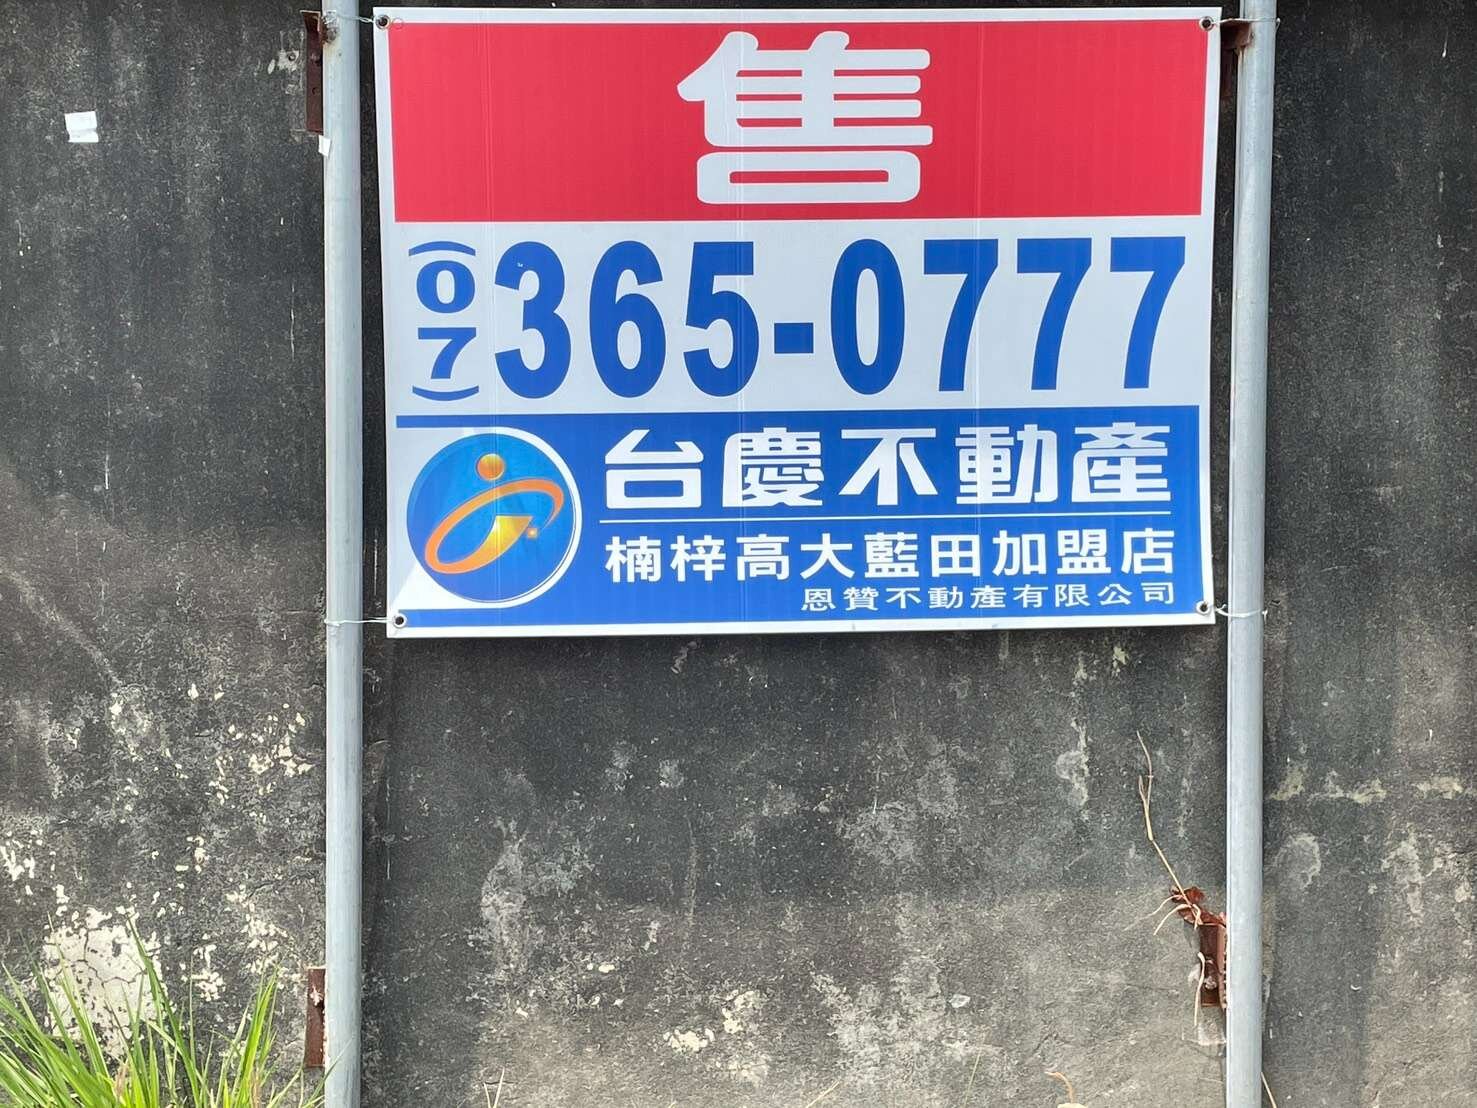 售
(07)365-0777
台慶不動產
楠梓高大藍田加盟店
恩贊不動產有限公司